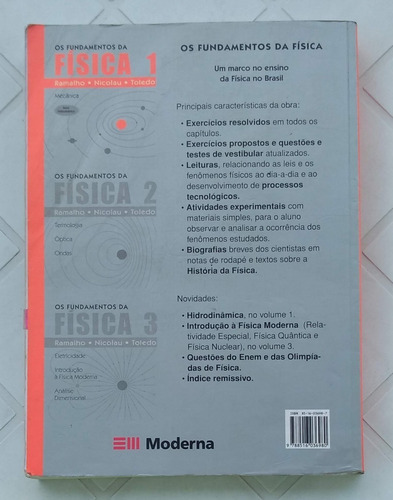 OS FUNDAMENTOS DA
FÍSICA 1
Ramalho • Nicolau • Toledo
Mecânica
OS FUNDAMENTOS DA
FÍSICA 2
Ramalho • Nicolau • Toledo
Termologia
Óptica
Ondas
OS FUNDAMENTOS DA
FÍSICA 3
Ramalho • Nicolau • Toledo
Eletricidade
Introdução
à Física Moderna
Análise
Dimensional
OS FUNDAMENTOS DA FÍSICA
Um marco no ensino
da Física no Brasil
Principais características da obra:
• Exercícios resolvidos em todos os
capítulos.
• Exercícios propostos e questões e
testes de vestibular atualizados.
• Leituras, relacionando as leis e os
fenômenos físicos ao dia-a-dia e ao
desenvolvimento de processos
tecnológicos.
• Atividades experimentais com
materiais simples, para o aluno
observar e analisar a ocorrência dos
fenômenos estudados.
• Biografias breves dos cientistas em
notas de rodapé e textos sobre a
História da Física.
Novidades:
• Hidrodinâmica, no volume 1.
• Introdução à Física Moderna (Rela-
tividade Especial, Física Quântica e
Física Nuclear), no volume 3.
• Questões do Enem e das Olimpía-
das de Física.
• Índice remissivo.
Moderna
9788516036980